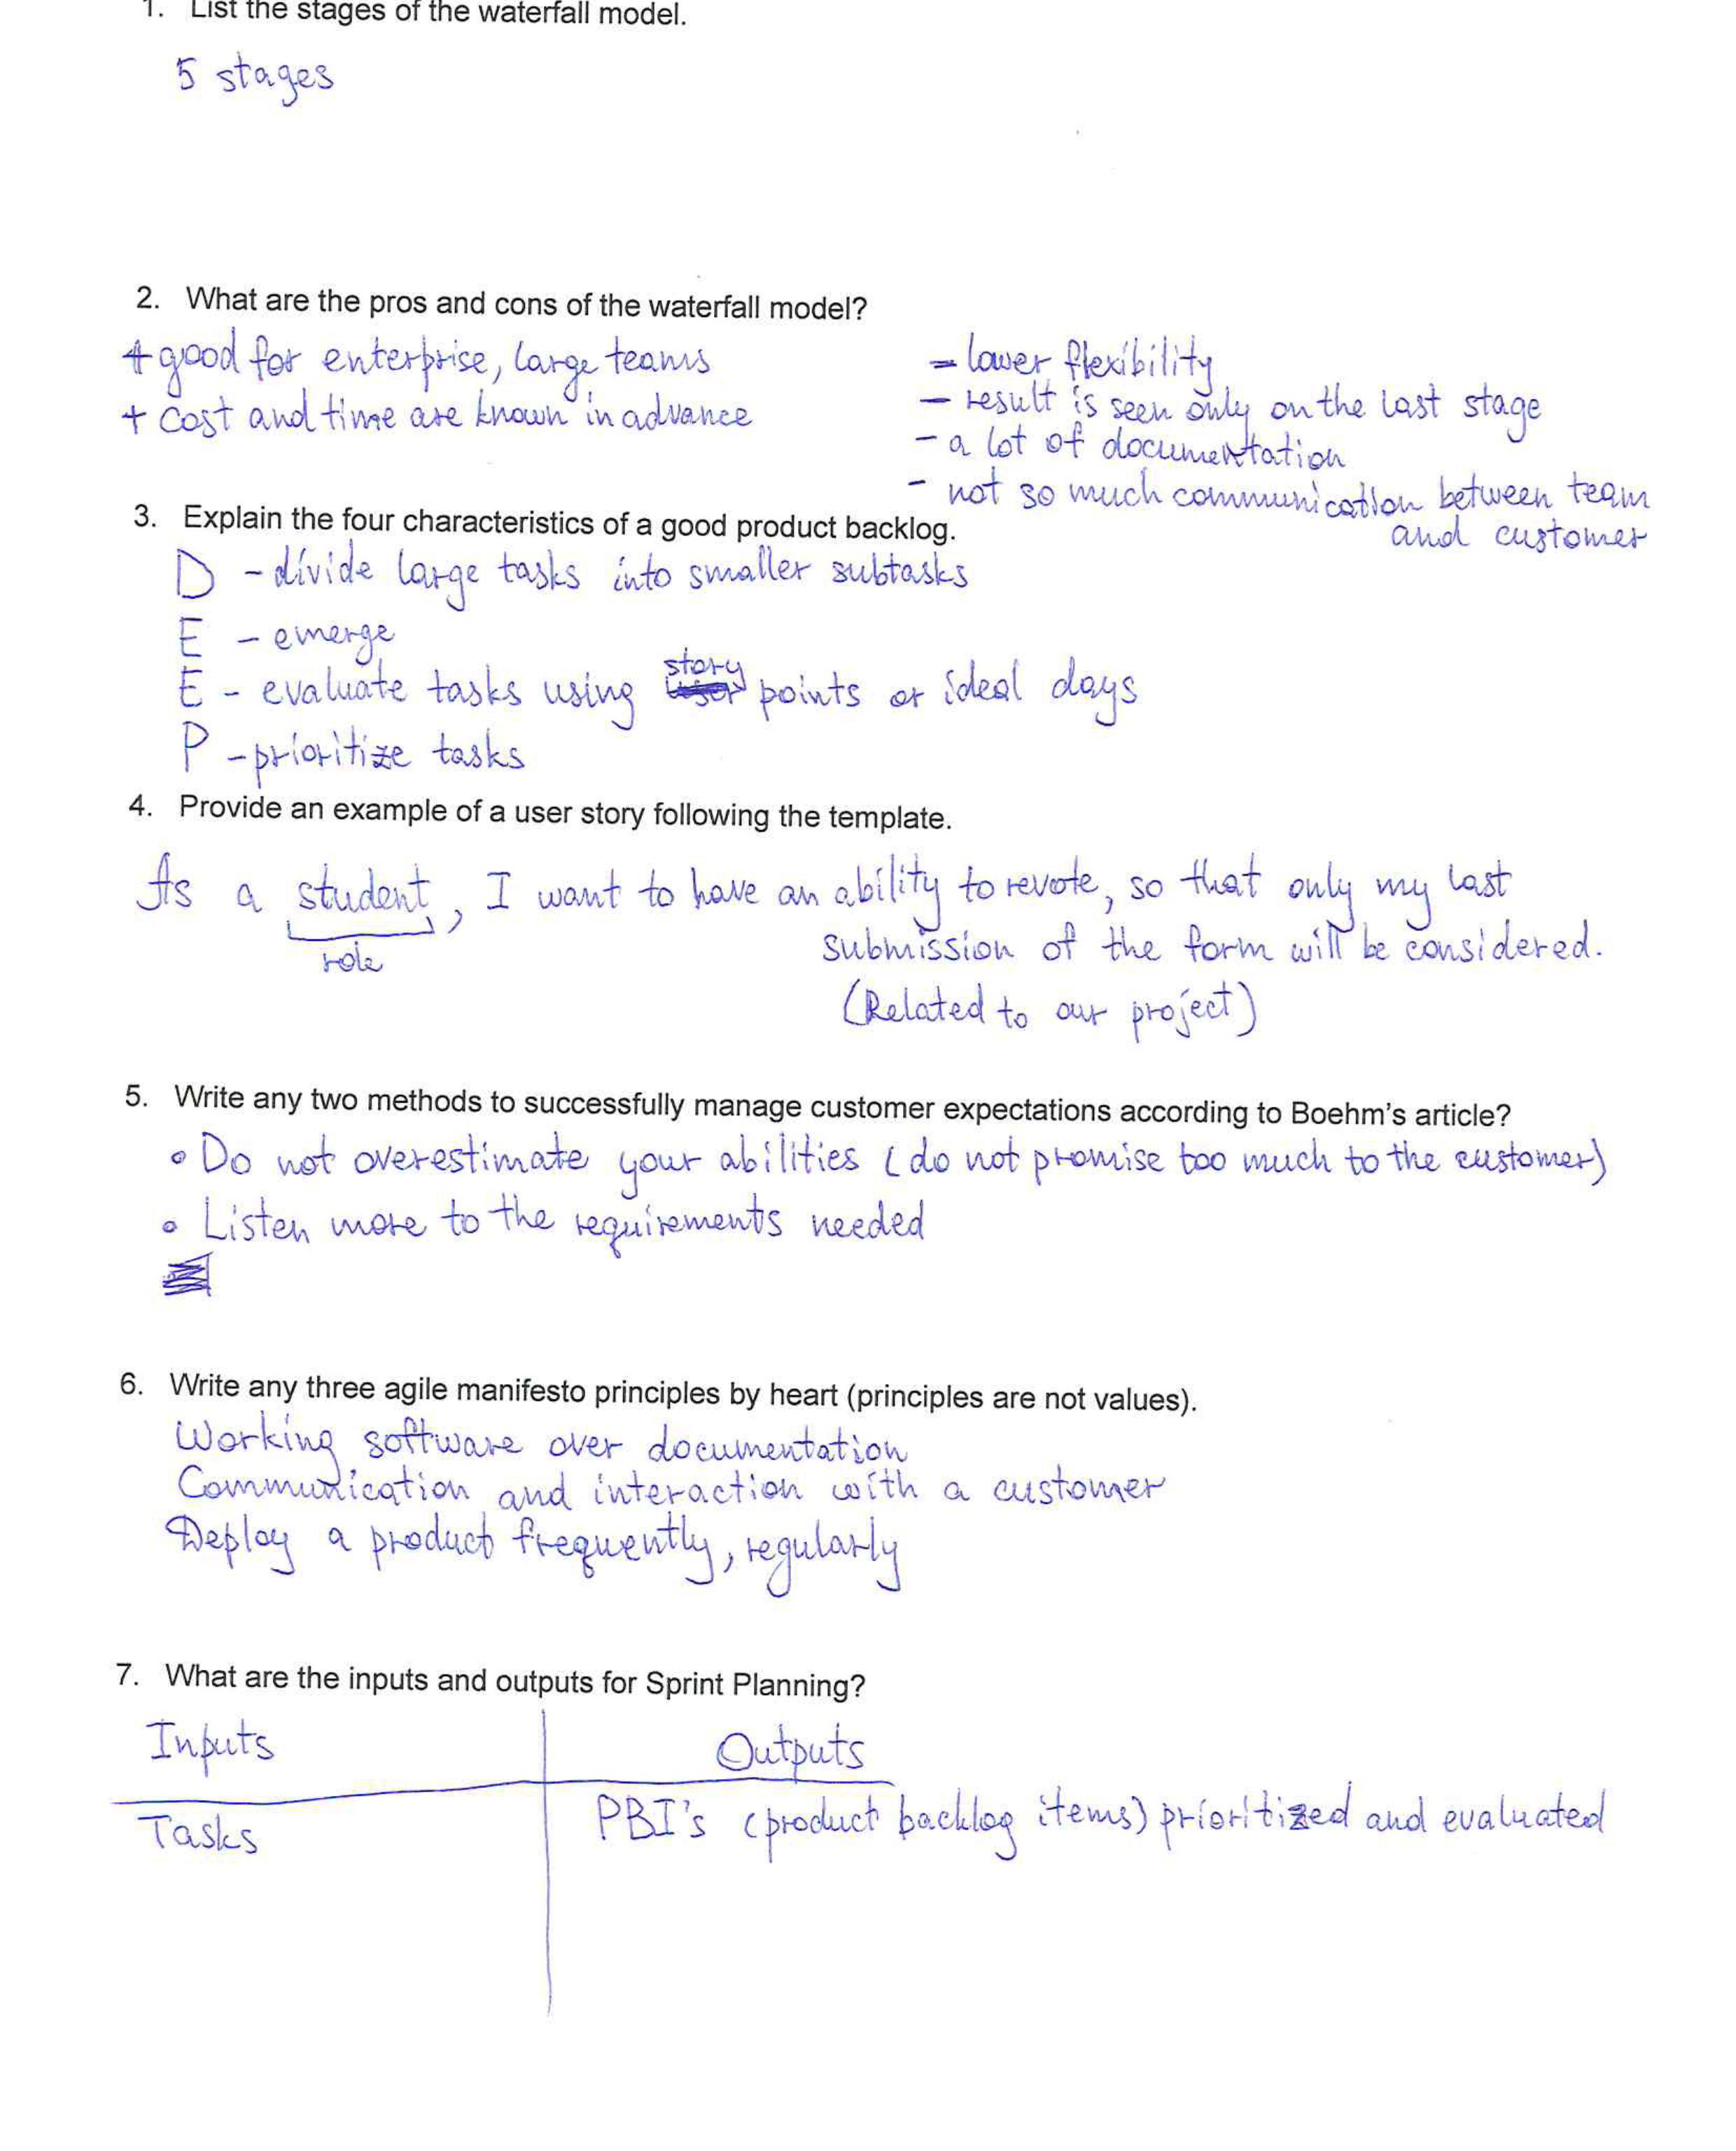 1. List the stages of the waterfall model.
5 stages
2. What are the pros and cons of the waterfall model?
+ good for enterprise, large teams
+ cost and time are known in advance
- lower flexibility
- result is seen only on the last stage
- a lot of documentation
- not so much communication between team
and customer
3. Explain the four characteristics of a good product backlog.
D - divide large tasks into smaller subtasks
E - emerge
E - evaluate tasks using story points or ideal days
P - prioritize tasks
4. Provide an example of a user story following the template.
As a student, I want to have an ability to revote, so that only my last
role
submission of the form will be considered.
(Related to our project)
5. Write any two methods to successfully manage customer expectations according to Boehm's article?
• Do not overestimate your abilities (do not promise too much to the customer)
• Listen more to the requirements needed
6. Write any three agile manifesto principles by heart (principles are not values).
Working software over documentation
Communication and interaction with a customer
Deploy a product frequently, regularly
7. What are the inputs and outputs for Sprint Planning?
Inputs Outputs
Tasks PBI's (product backlog items) prioritized and evaluated